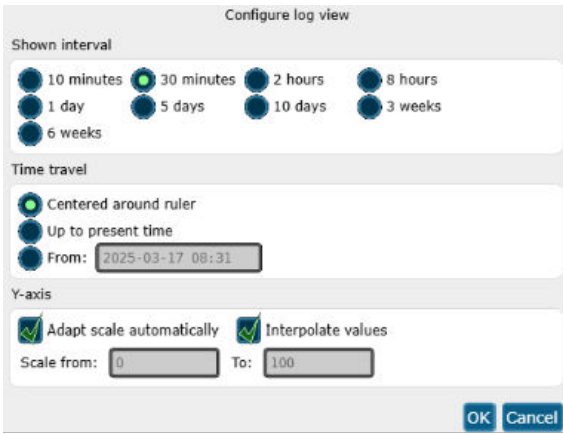 Configure log view
Shown interval
10 minutes 30 minutes 2 hours 8 hours
1 day 5 days 10 days 3 weeks
6 weeks
Time travel
Centered around ruler
Up to present time
From: 2025-03-17 08:31
Y-axis
Adapt scale automatically Interpolate values
Scale from: 0 To: 100
OK Cancel